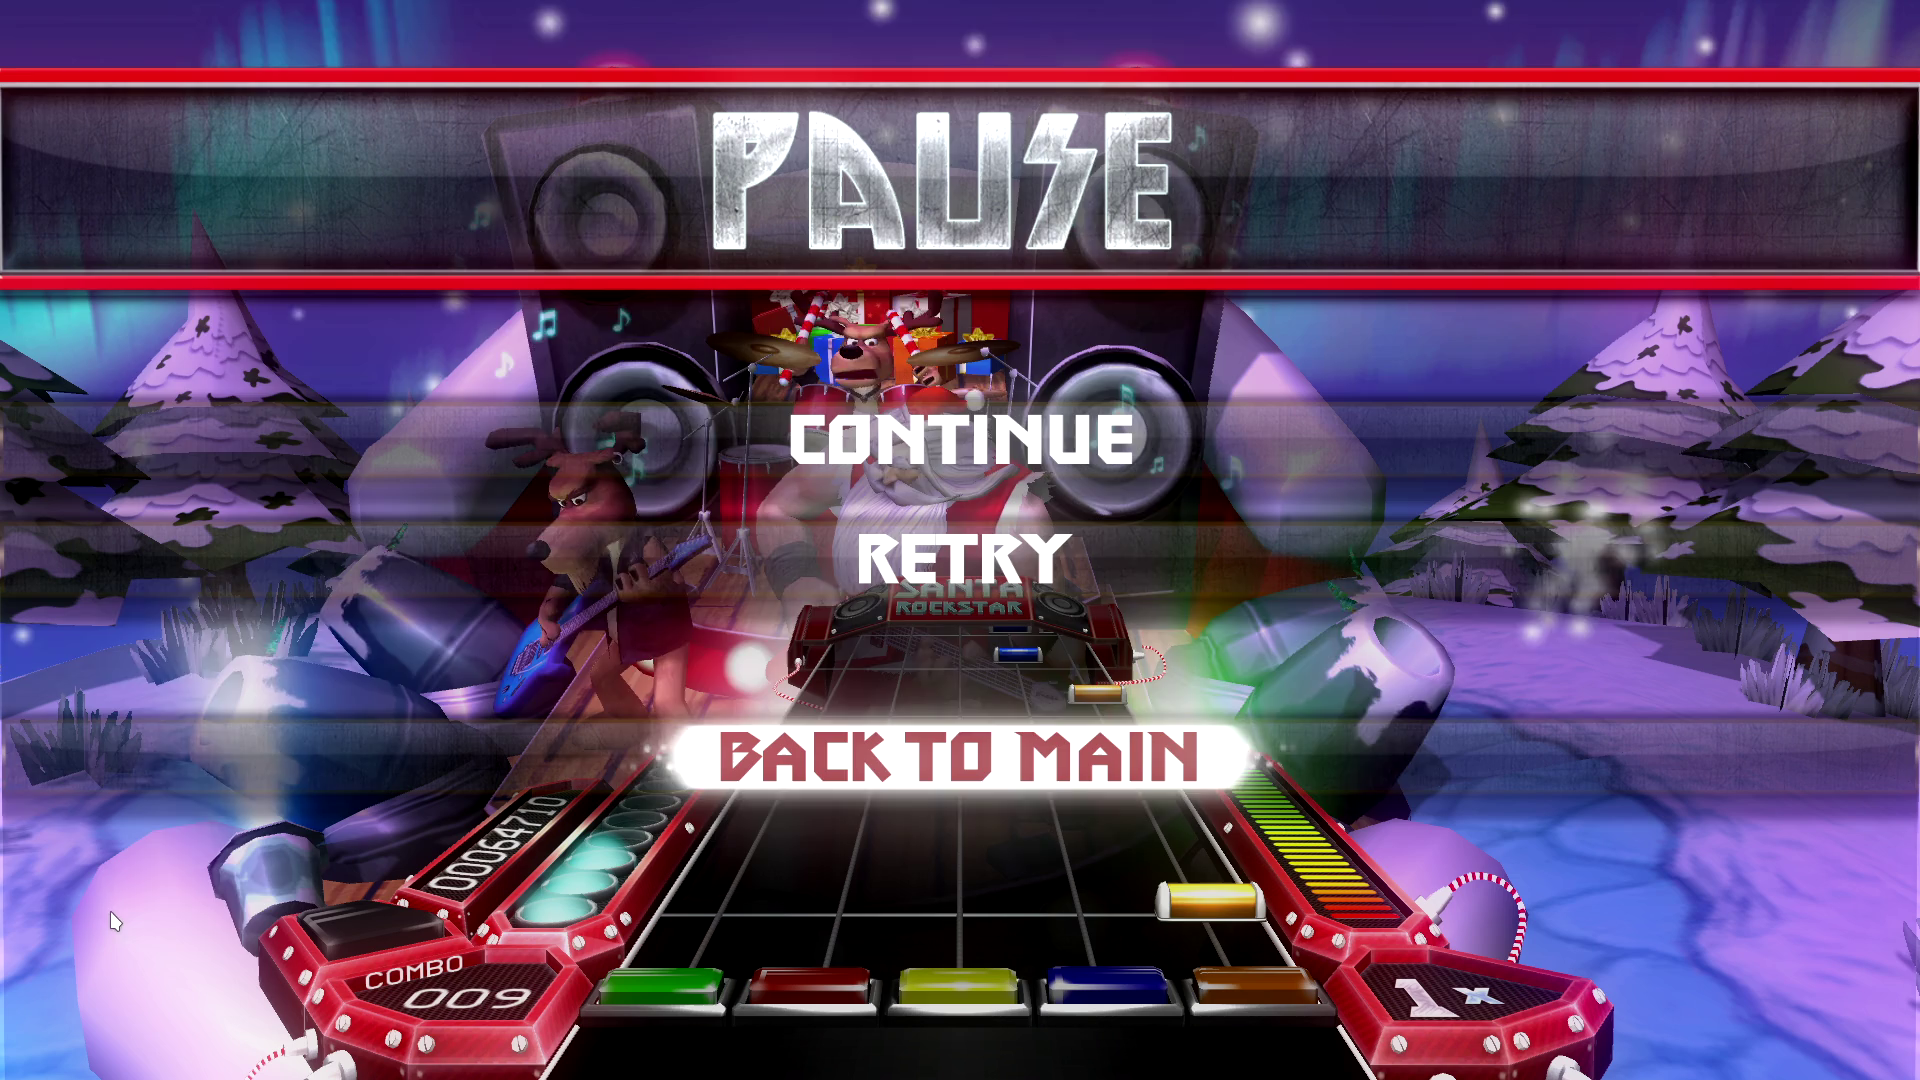 PAUSE
CONTINUE
RETRY
SANTA
ROCKSTAR
BACK TO MAIN
00064710
COMBO
009
1x